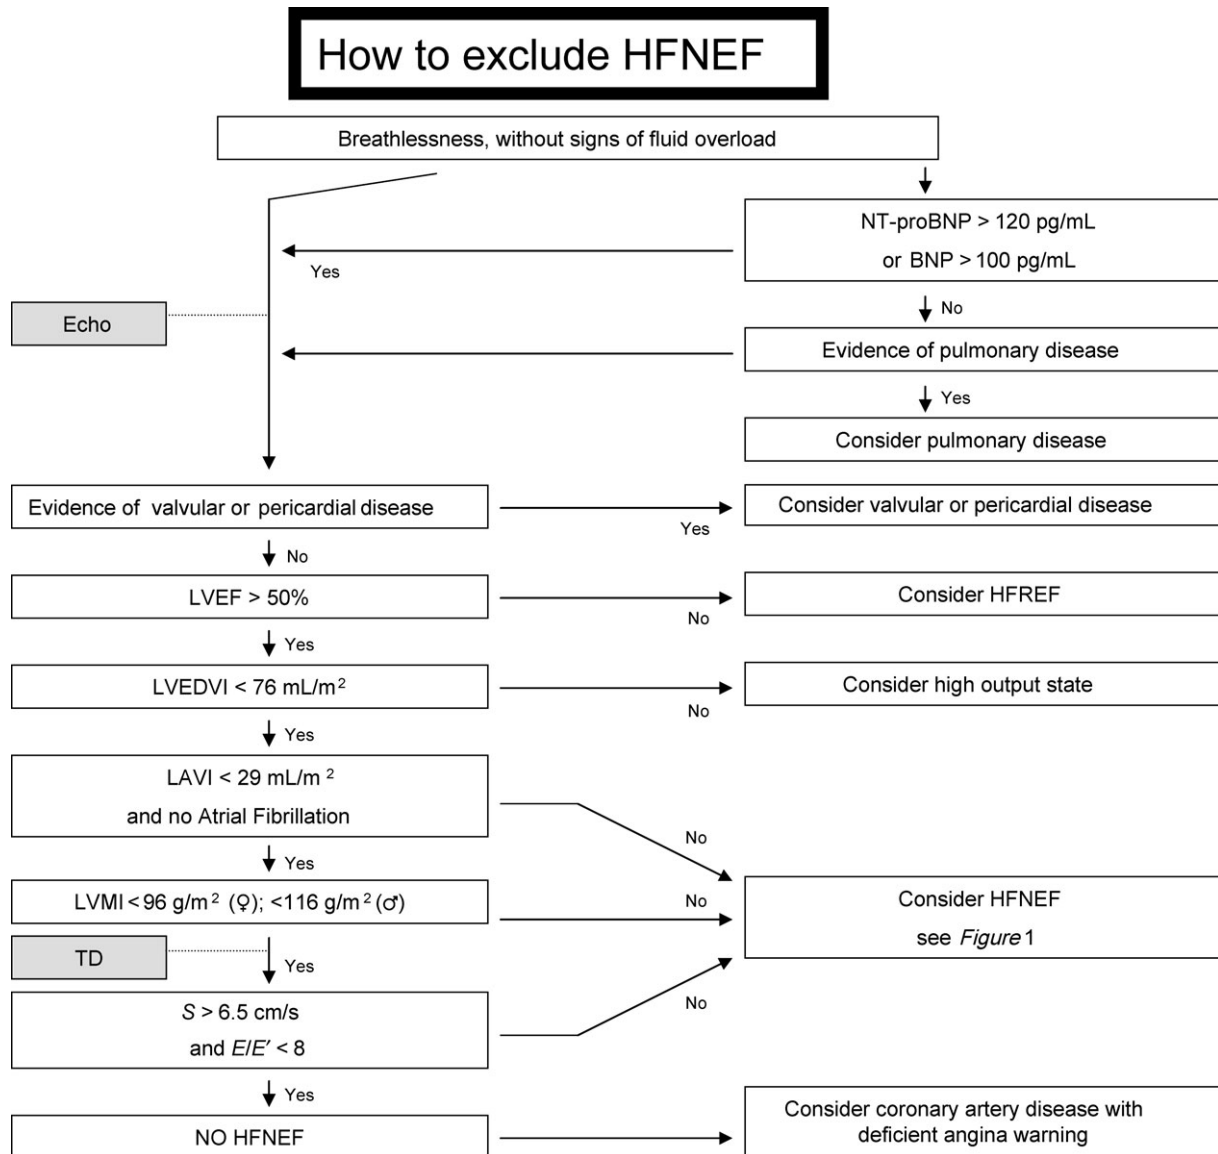 How to exclude HFNEF
Breathlessness, without signs of fluid overload
NT-proBNP > 120 pg/mL
or BNP > 100 pg/mL
Yes
No
Echo
Evidence of pulmonary disease
Yes
Consider pulmonary disease
Evidence of valvular or pericardial disease
Yes
Consider valvular or pericardial disease
No
LVEF > 50%
No
Consider HFREF
Yes
LVEDVI < 76 mL/m²
No
Consider high output state
Yes
LAVI < 29 mL/m ²
and no Atrial Fibrillation
No
Yes
LVMI < 96 g/m² (♀); <116 g/m² (♂)
No
Consider HFNEF
see Figure 1
TD
Yes
S > 6.5 cm/s
and E/E′ < 8
No
Yes
NO HFNEF
Consider coronary artery disease with
deficient angina warning